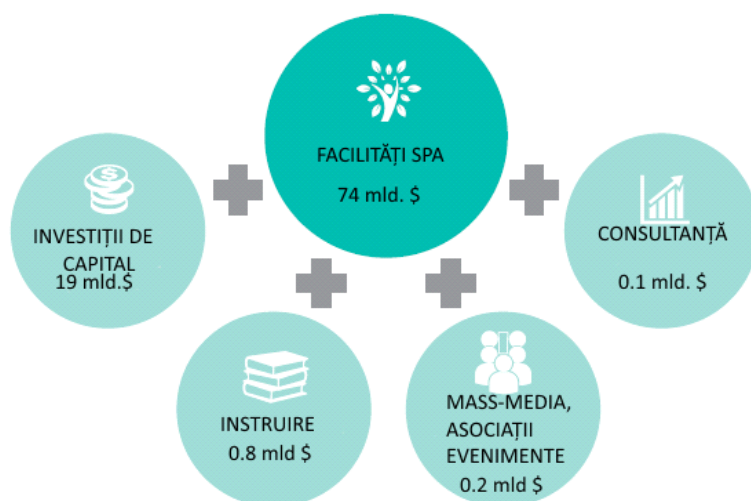 FACILITĂȚI SPA
74 mld. $
INVESTIȚII DE
CAPITAL
19 mld.$
CONSULTANȚĂ
0.1 mld. $
INSTRUIRE
0.8 mld $
MASS-MEDIA,
ASOCIAȚII
EVENIMENTE
0.2 mld $